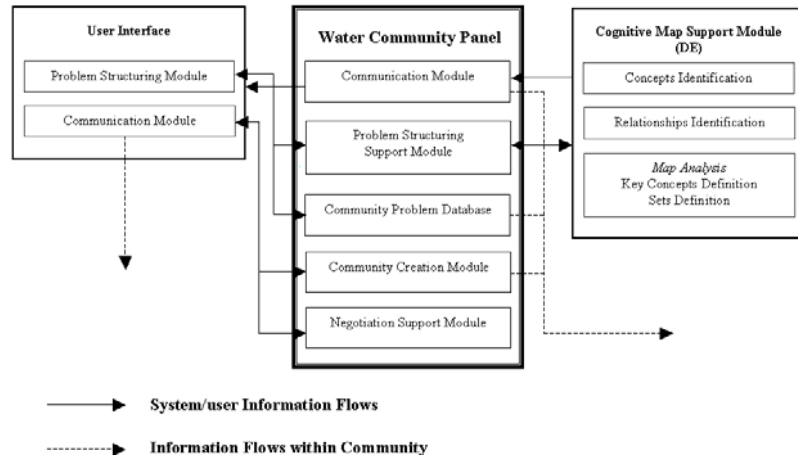 User Interface
Problem Structuring Module
Communication Module
Water Community Panel
Communication Module
Problem Structuring
Support Module
Community Problem Database
Community Creation Module
Negotiation Support Module
Cognitive Map Support Module
(DE)
Concepts Identification
Relationships Identification
Map Analysis
Key Concepts Definition
Sets Definition
System/user Information Flows
Information Flows within Community